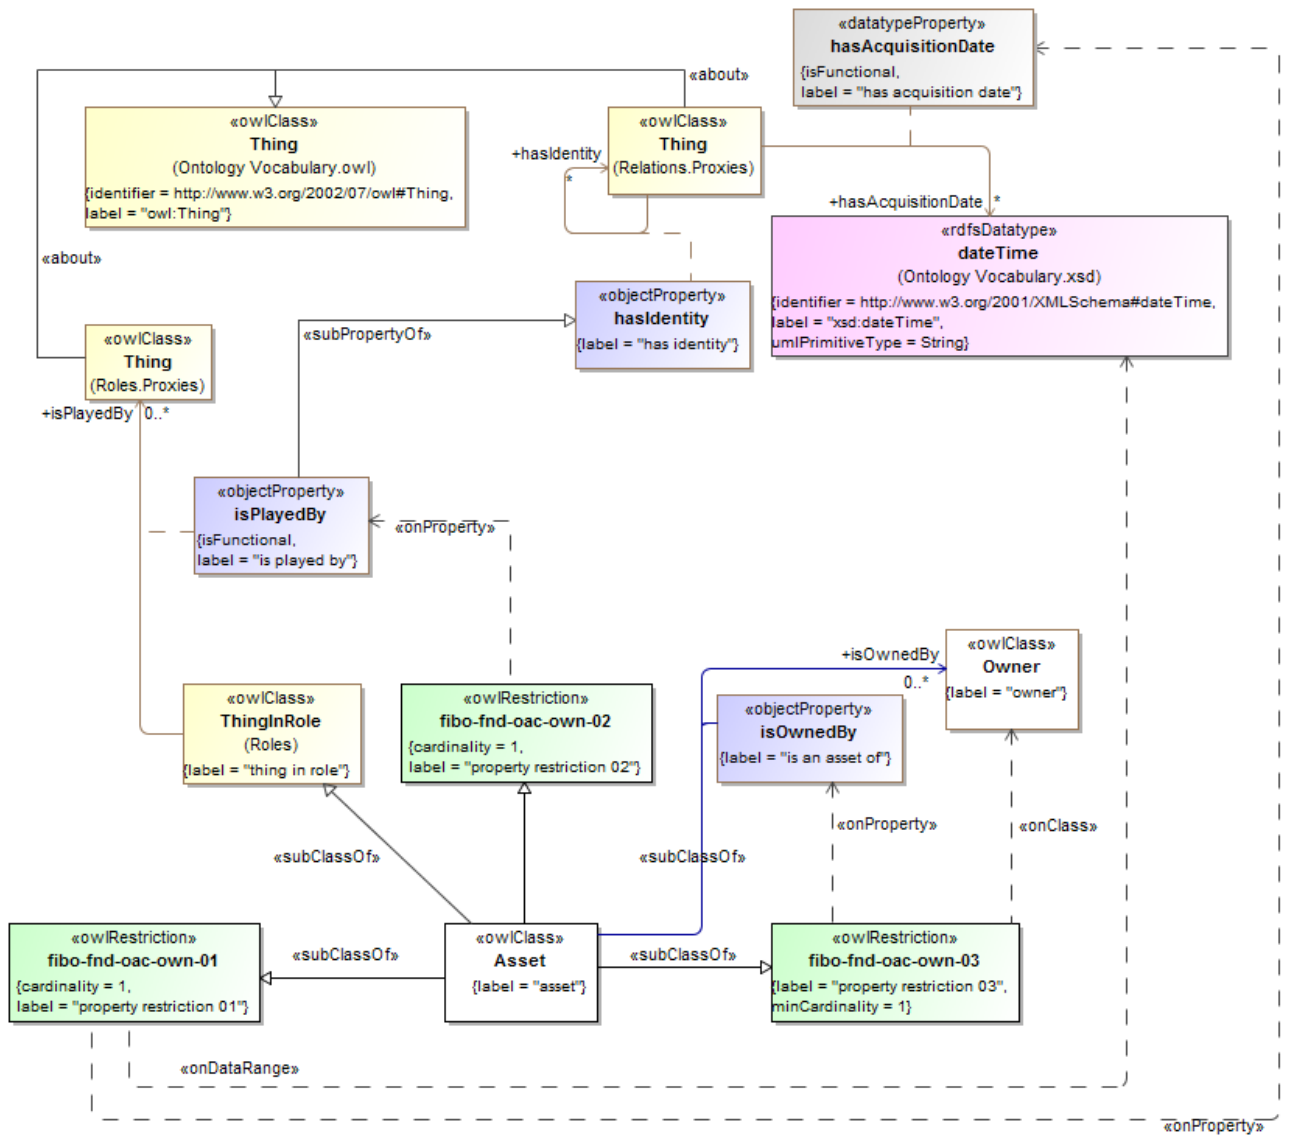 «datatypeProperty»
hasAcquisitionDate
{isFunctional,
label = "has acquisition date"}
«about»
«owlClass»
Thing
(Ontology Vocabulary.owl)
{identifier = http://www.w3.org/2002/07/owl#Thing,
label = "owl:Thing"}
«owlClass»
Thing
(Relations.Proxies)
+hasIdentity
*
+hasAcquisitionDate
*
«rdfsDatatype»
dateTime
(Ontology Vocabulary.xsd)
{identifier = http://www.w3.org/2001/XMLSchema#dateTime,
label = "xsd:dateTime",
umlPrimitiveType = String}
«about»
«objectProperty»
hasIdentity
{label = "has identity"}
«subPropertyOf»
«owlClass»
Thing
(Roles.Proxies)
+isPlayedBy
0..*
«objectProperty»
isPlayedBy
{isFunctional,
label = "is played by"}
«onProperty»
«owlClass»
Owner
{label = "owner"}
+isOwnedBy
0..*
«owlClass»
ThingInRole
(Roles)
{label = "thing in role"}
«owlRestriction»
fibo-fnd-oac-own-02
{cardinality = 1,
label = "property restriction 02"}
«objectProperty»
isOwnedBy
{label = "is an asset of"}
«onProperty»
«onClass»
«subClassOf»
«subClassOf»
«owlRestriction»
fibo-fnd-oac-own-01
{cardinality = 1,
label = "property restriction 01"}
«subClassOf»
«owlClass»
Asset
{label = "asset"}
«subClassOf»
«owlRestriction»
fibo-fnd-oac-own-03
{label = "property restriction 03",
minCardinality = 1}
«onDataRange»
«onProperty»